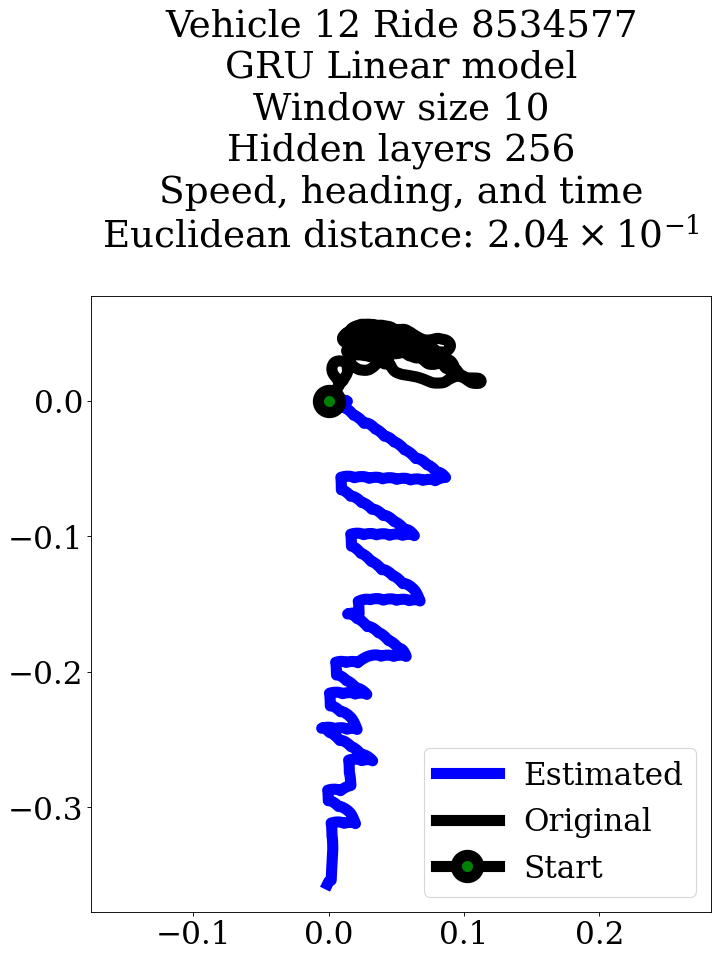 Vehicle 12 Ride 8534577
GRU Linear model
Window size 10
Hidden layers 256
Speed, heading, and time
Euclidean distance: 2.04 × 10⁻¹
0.0
−0.1
−0.2
−0.3
Estimated
Original
Start
−0.1 0.0 0.1 0.2